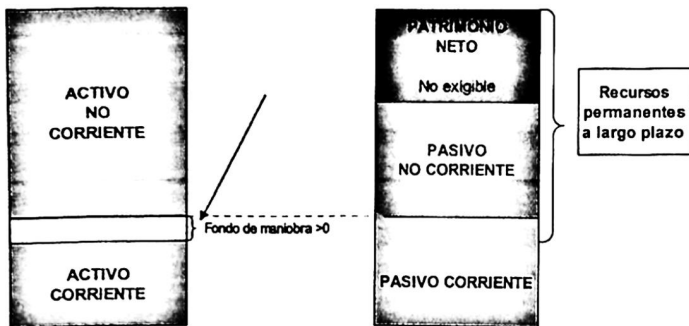 ACTIVO
NO
CORRIENTE
Fondo de maniobra >0
ACTIVO
CORRIENTE
PATRIMONIO
NETO
No exigible
PASIVO
NO CORRIENTE
PASIVO CORRIENTE
Recursos
permanentes
a largo plazo